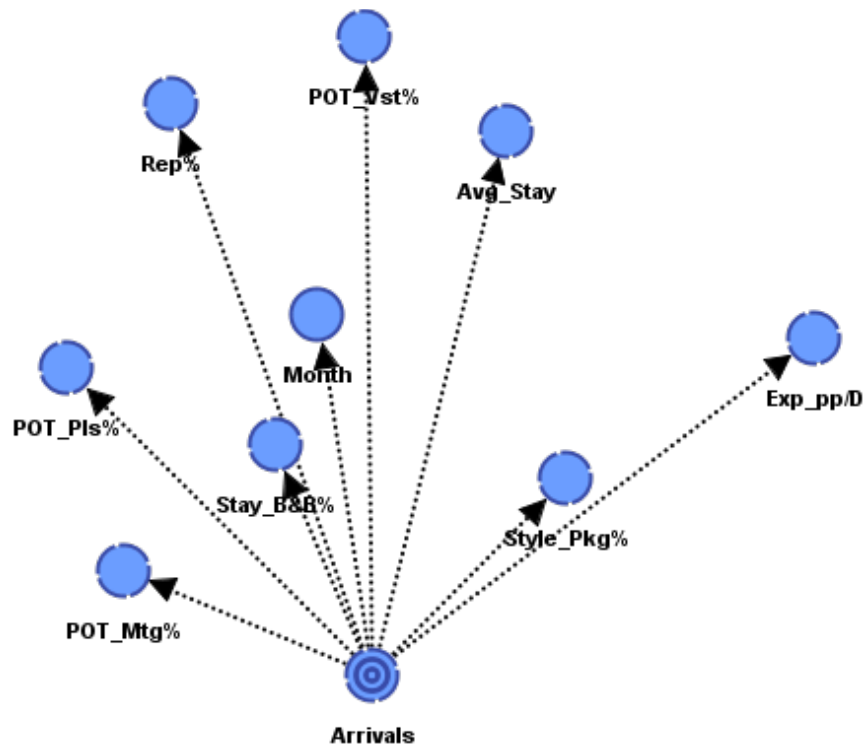 POT_Vst%
Rep%
Avg_Stay
Month
Exp_pp/D
POT_Pls%
Stay_B&B%
Style_Pkg%
POT_Mtg%
Arrivals